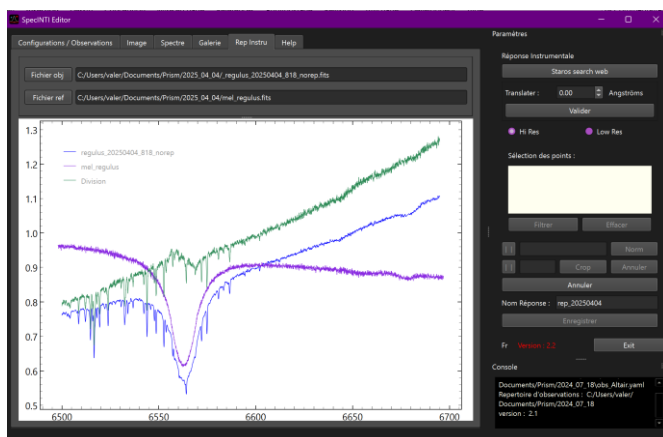 SpecINTI Editor
Configurations / Observations Image Spectre Galerie Rep Instru Help
Fichier obj C:/Users/valer/Documents/Prism/2025_04_04/_regulus_20250404_818_norep.fits
Fichier ref C:/Users/valer/Documents/Prism/2025_04_04/mel_regulus.fits
1.3
1.2
1.1
1.0
0.9
0.8
0.7
0.6
0.5
regulus_20250404_818_norep
mel_regulus
Division
6500 6550 6600 6650 6700
Paramètres
Réponse Instrumentale
Staros search web
Translater : 0.00 Angströms
Valider
Hi Res Low Res
Sélection des points :
Filtrer Effacer
[ ] Norm
[ ] Crop Annuler
Annuler
Nom Réponse : rep_20250404
Enregistrer
Fr Version : 2.2 Exit
Console
Documents/Prism/2024_07_18\obs_Altair.yaml
Repertoire d'observations : C:/Users/valer/
Documents/Prism/2024_07_18
version : 2.1